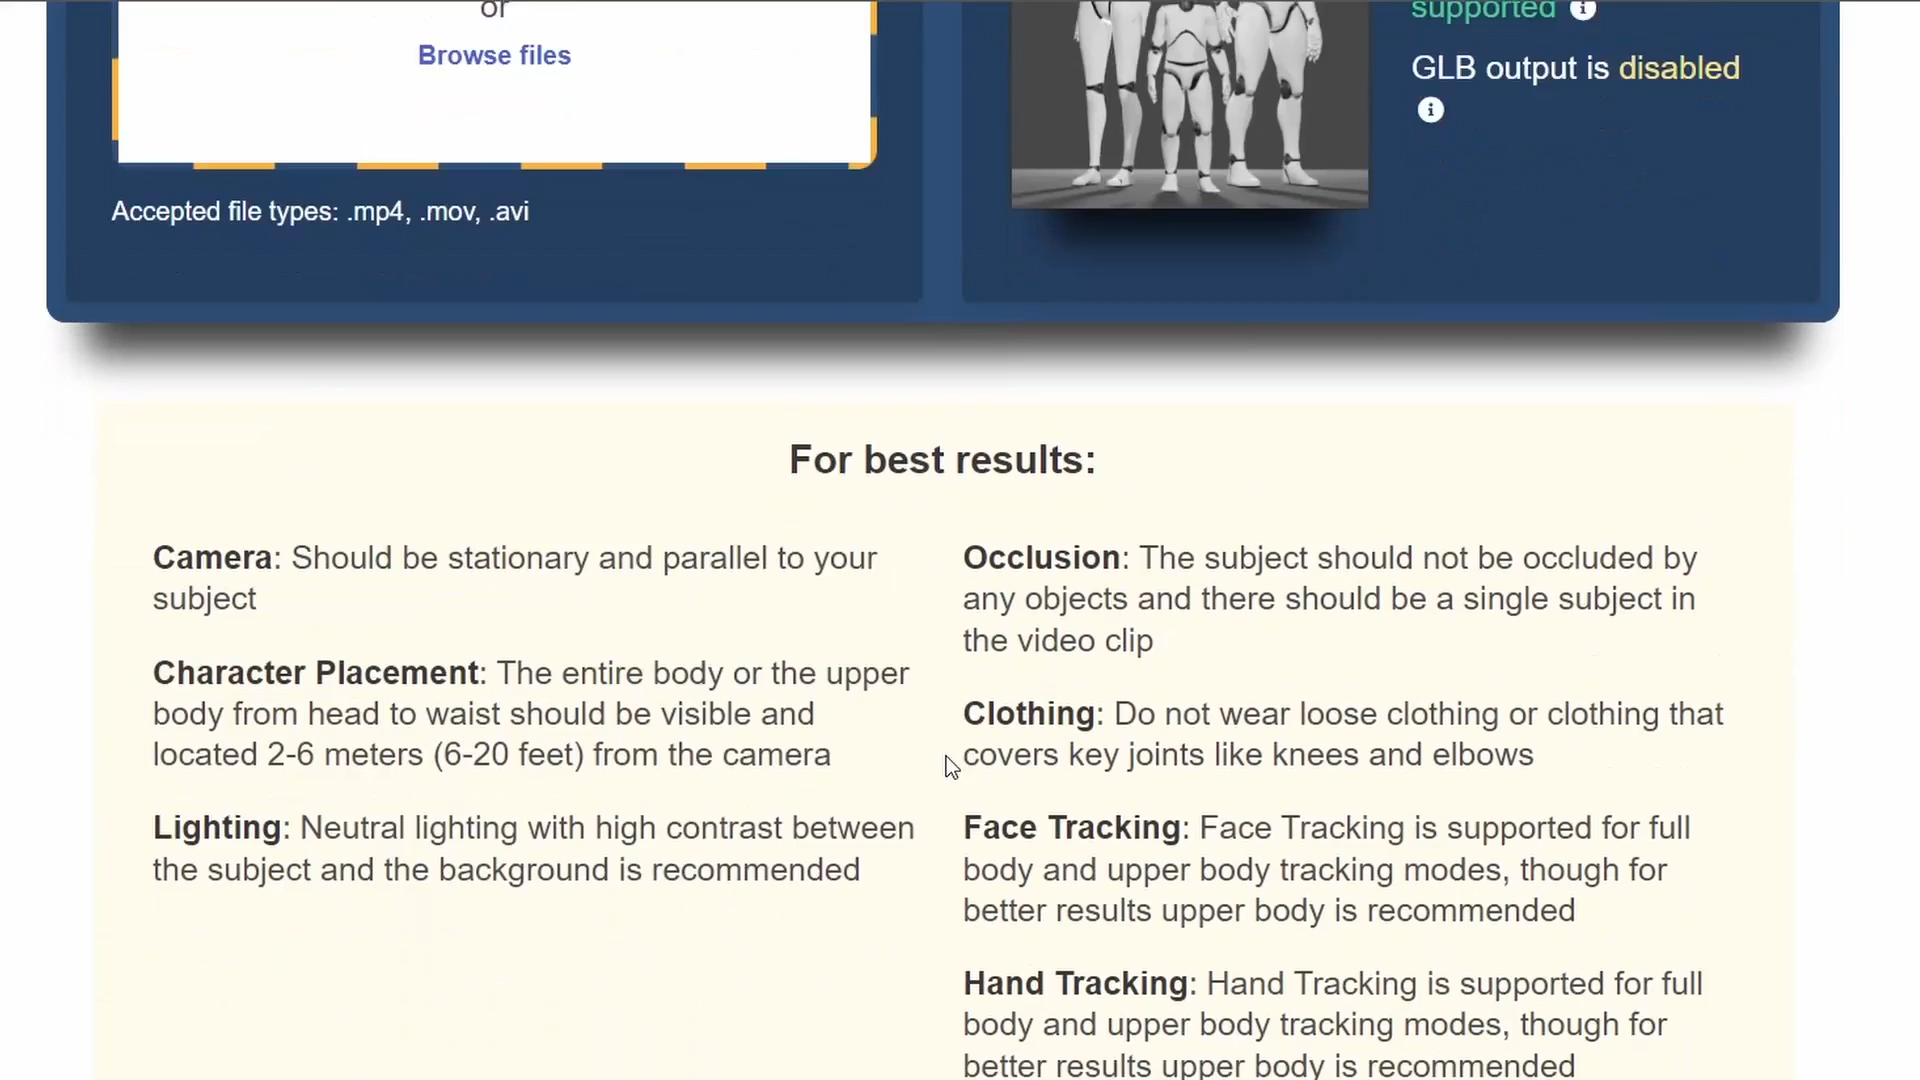 or
Browse files
Accepted file types: .mp4, .mov, .avi
supported
GLB output is disabled
For best results:
Camera: Should be stationary and parallel to your
subject
Character Placement: The entire body or the upper
body from head to waist should be visible and
located 2-6 meters (6-20 feet) from the camera
Lighting: Neutral lighting with high contrast between
the subject and the background is recommended
Occlusion: The subject should not be occluded by
any objects and there should be a single subject in
the video clip
Clothing: Do not wear loose clothing or clothing that
covers key joints like knees and elbows
Face Tracking: Face Tracking is supported for full
body and upper body tracking modes, though for
better results upper body is recommended
Hand Tracking: Hand Tracking is supported for full
body and upper body tracking modes, though for
better results upper body is recommended